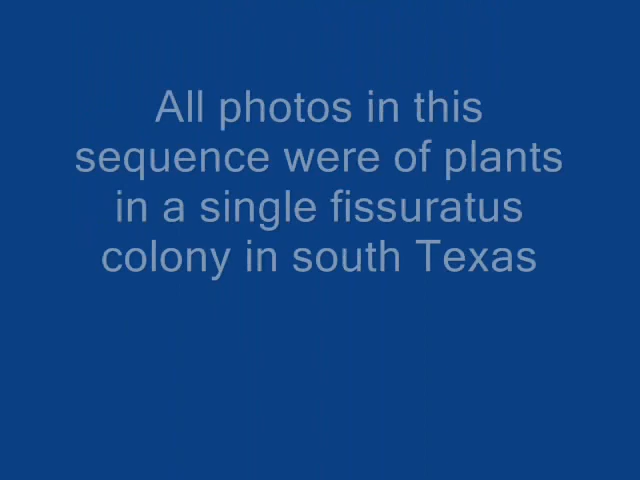 All photos in this
sequence were of plants
in a single fissuratus
colony in south Texas